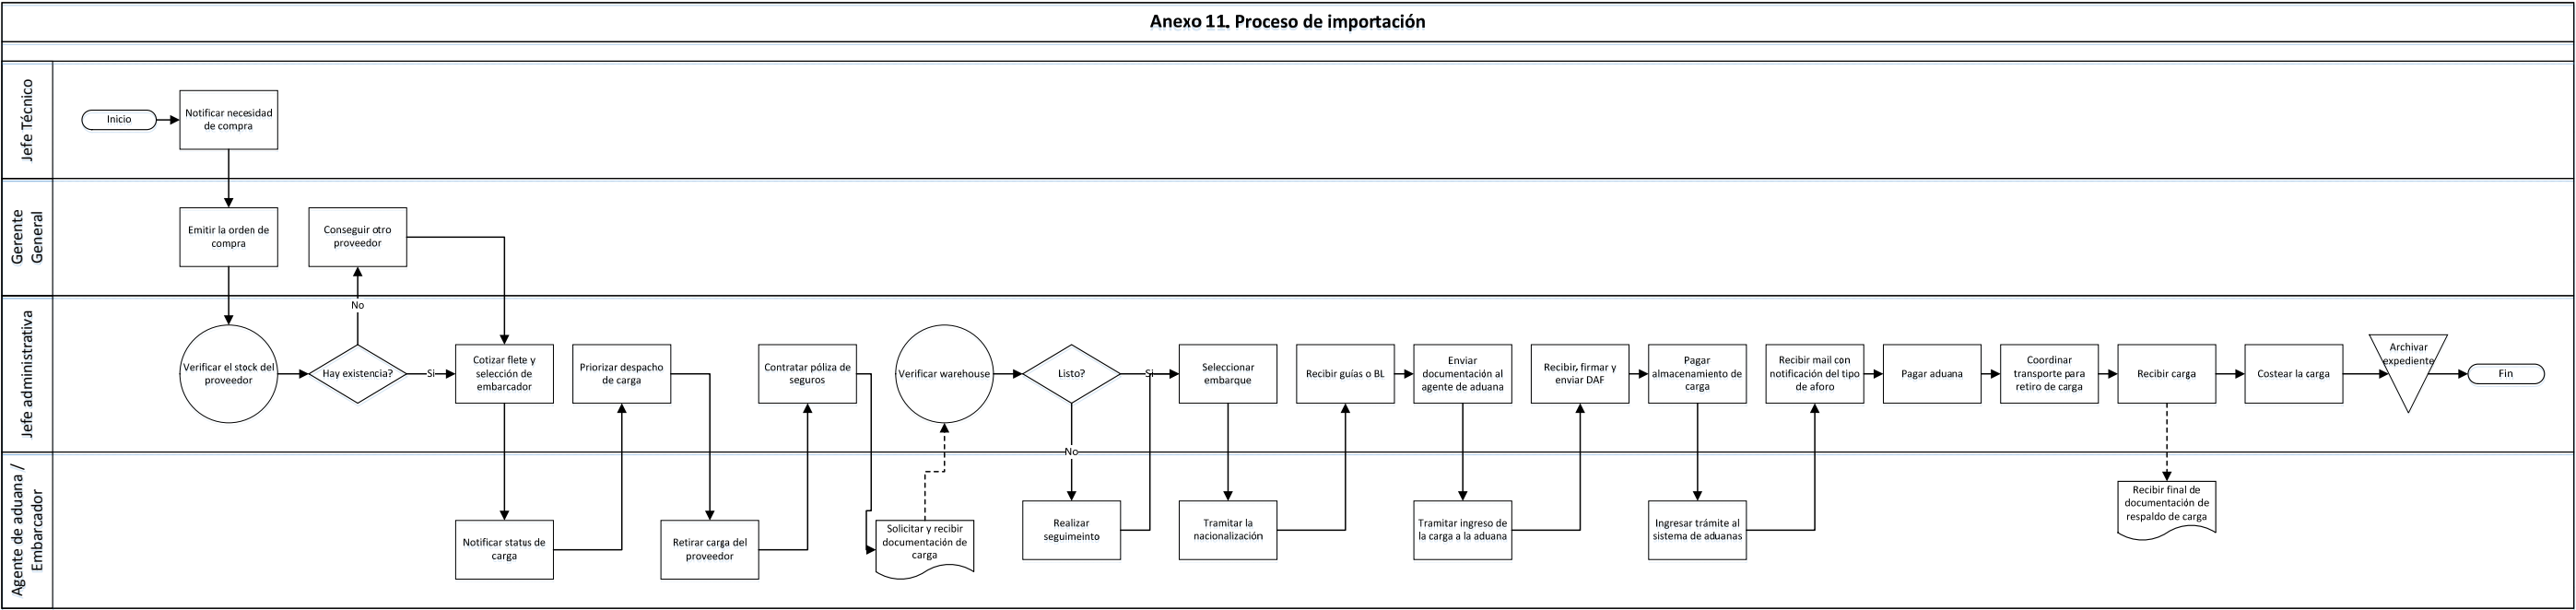 Anexo 11. Proceso de importación
Jefe Técnico
Inicio
Notificar necesidad
de compra
Gerente
General
Emitir la orden de
compra
Conseguir otro
proveedor
No
Jefe administrativa
Verificar el stock del
proveedor
Hay existencia?
Si
Cotizar flete y
selección de
embarcador
Priorizar despacho
de carga
Contratar póliza de
seguros
Verificar warehouse
Listo?
Si
Seleccionar
embarque
Recibir guías o BL
Enviar
documentación al
agente de aduana
Recibir, firmar y
enviar DAF
Pagar
almacenamiento de
carga
Recibir mail con
notificación del tipo
de aforo
Pagar aduana
Coordinar
transporte para
retiro de carga
Recibir carga
Costear la carga
Archivar
expediente
Fin
No
Agente de aduana /
Embarcador
Notificar status de
carga
Retirar carga del
proveedor
Solicitar y recibir
documentación de
carga
Realizar
seguimeinto
Tramitar la
nacionalización
Tramitar ingreso de
la carga a la aduana
Ingresar trámite al
sistema de aduanas
Recibir final de
documentación de
respaldo de carga